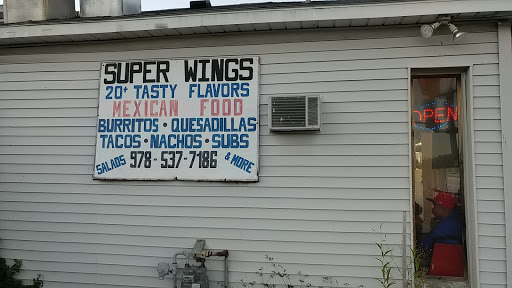 SUPER WINGS
20+ TASTY FLAVORS
MEXICAN FOOD
BURRITOS · QUESADILLAS
TACOS · NACHOS · SUBS
SALADS 978-537-7186 & MORE
OPEN